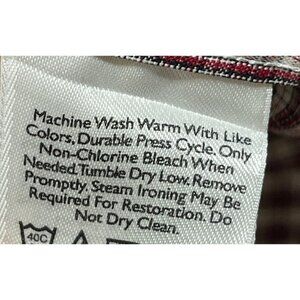 Machine Wash Warm With Like
Colors, Durable Press Cycle. Only
Non-Chlorine Bleach When
Needed. Tumble Dry Low. Remove
Promptly. Steam Ironing May Be
Required For Restoration. Do
Not Dry Clean.
40C